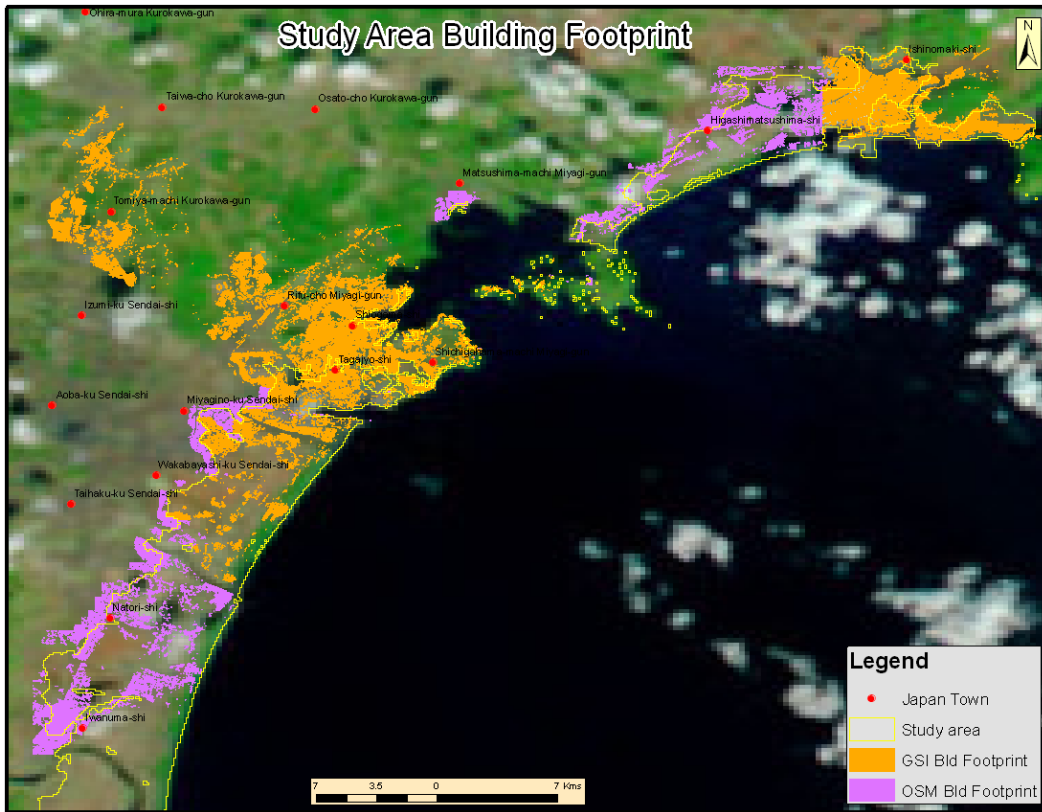 Ohira-mura Kurokawa-gun
Study Area Building Footprint
N
Ishinomaki-shi
Taiwa-cho Kurokawa-gun
Osato-cho Kurokawa-gun
Higashimatsushima-shi
Matsushima-machi Miyagi-gun
Tomiya-machi Kurokawa-gun
Izumi-ku Sendai-shi
Rifu-cho Miyagi-gun
Tagajyo-shi
Aoba-ku Sendai-shi
Miyagino-ku Sendai-shi
Wakabayashi-ku Sendai-shi
Taihaku-ku Sendai-shi
Natori-shi
Iwanuma-shi
Legend
Japan Town
Study area
GSI Bld Footprint
OSM Bld Footprint
7 3.5 0 7 Kms